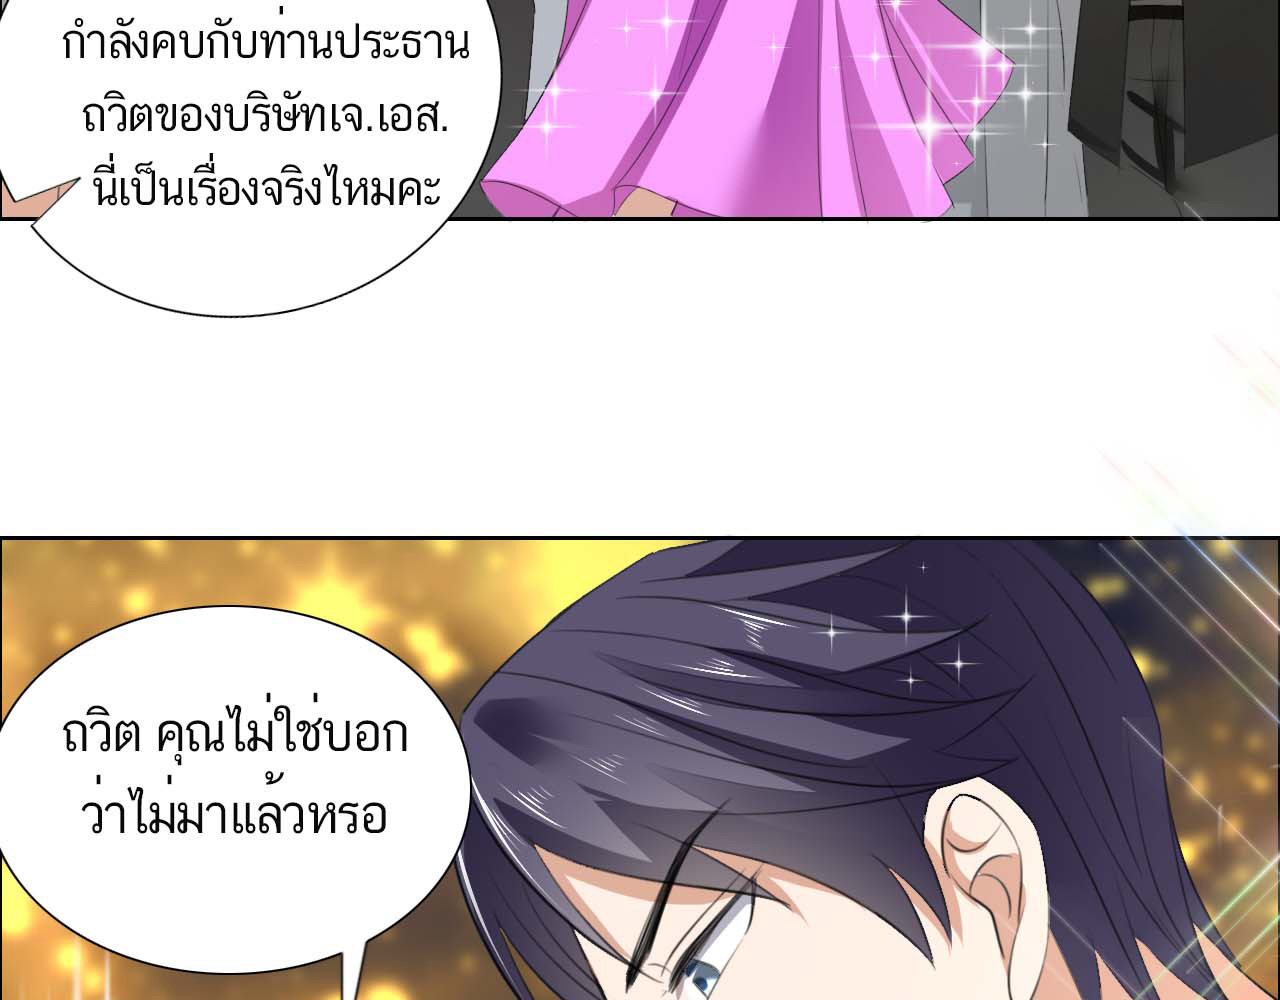 กำลังคบกับท่านประธาน
ถวิตของบริษัทเจ.เอส.
นี่เป็นเรื่องจริงไหมคะ
ถวิต คุณไม่ใช่บอก
ว่าไม่มาแล้วหรอ